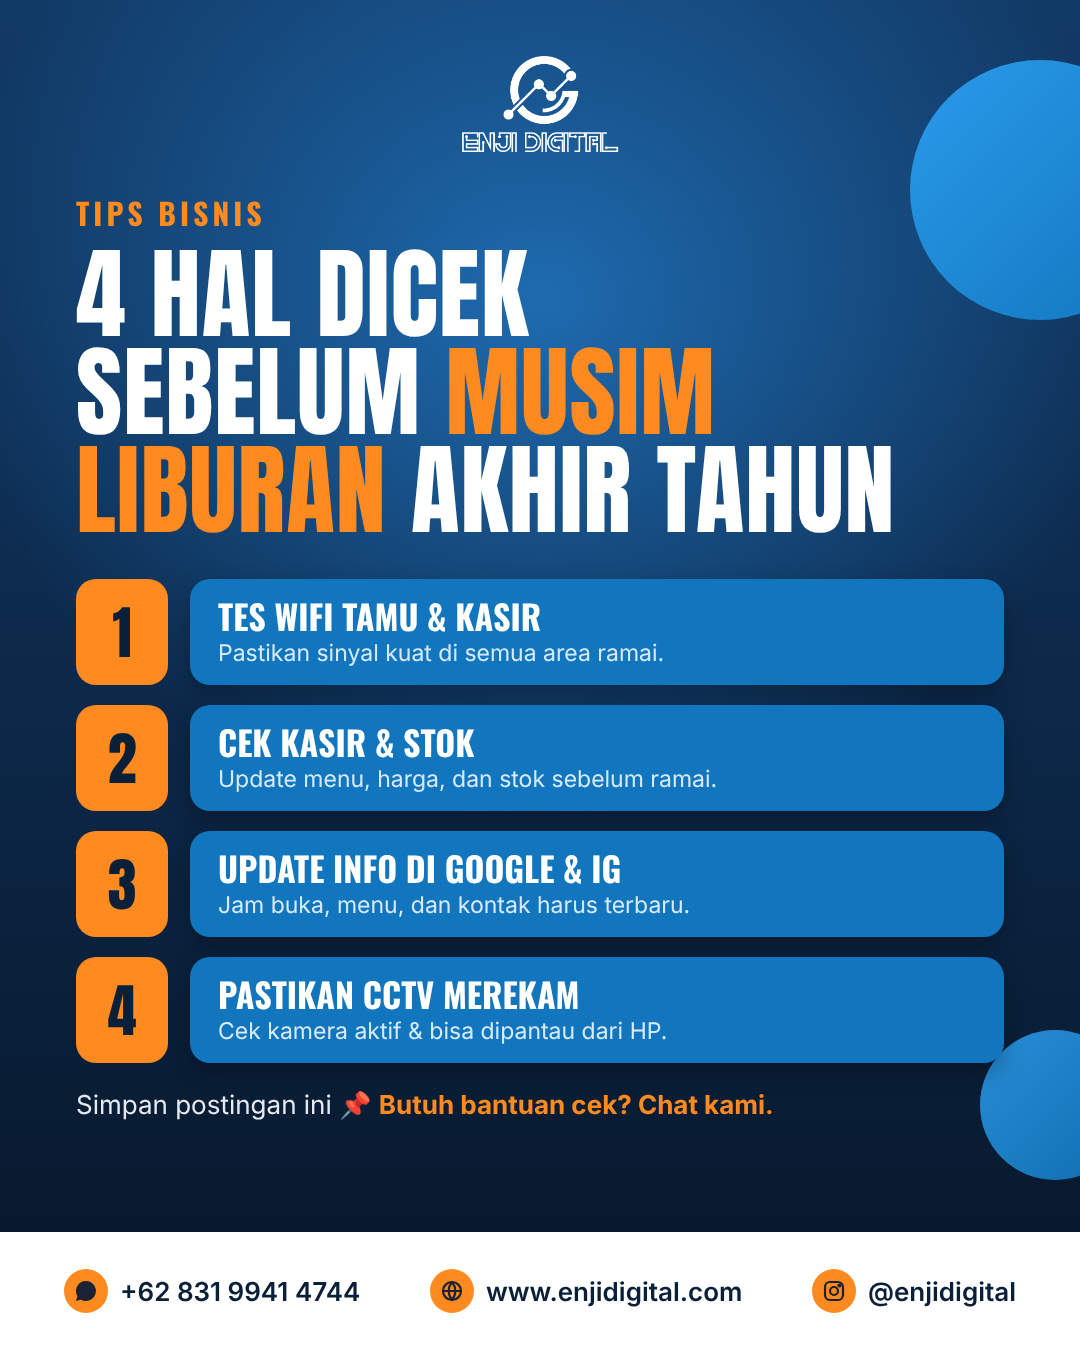 ENJI DIGITAL
TIPS BISNIS
4 HAL DICEK
SEBELUM MUSIM
LIBURAN AKHIR TAHUN
1
TES WIFI TAMU & KASIR
Pastikan sinyal kuat di semua area ramai.
2
CEK KASIR & STOK
Update menu, harga, dan stok sebelum ramai.
3
UPDATE INFO DI GOOGLE & IG
Jam buka, menu, dan kontak harus terbaru.
4
PASTIKAN CCTV MEREKAM
Cek kamera aktif & bisa dipantau dari HP.
Simpan postingan ini 📌 Butuh bantuan cek? Chat kami.
+62 831 9941 4744
www.enjidigital.com
@enjidigital